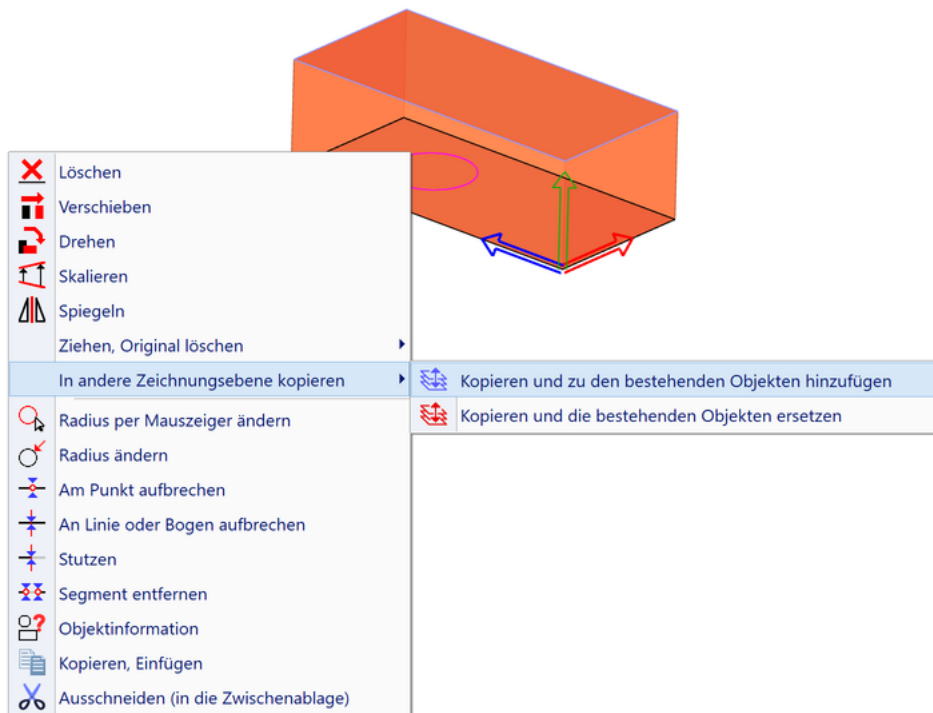 Löschen
Verschieben
Drehen
Skalieren
Spiegeln
Ziehen, Original löschen
In andere Zeichnungsebene kopieren
Kopieren und zu den bestehenden Objekten hinzufügen
Kopieren und die bestehenden Objekten ersetzen
Radius per Mauszeiger ändern
Radius ändern
Am Punkt aufbrechen
An Linie oder Bogen aufbrechen
Stutzen
Segment entfernen
Objektinformation
Kopieren, Einfügen
Ausschneiden (in die Zwischenablage)